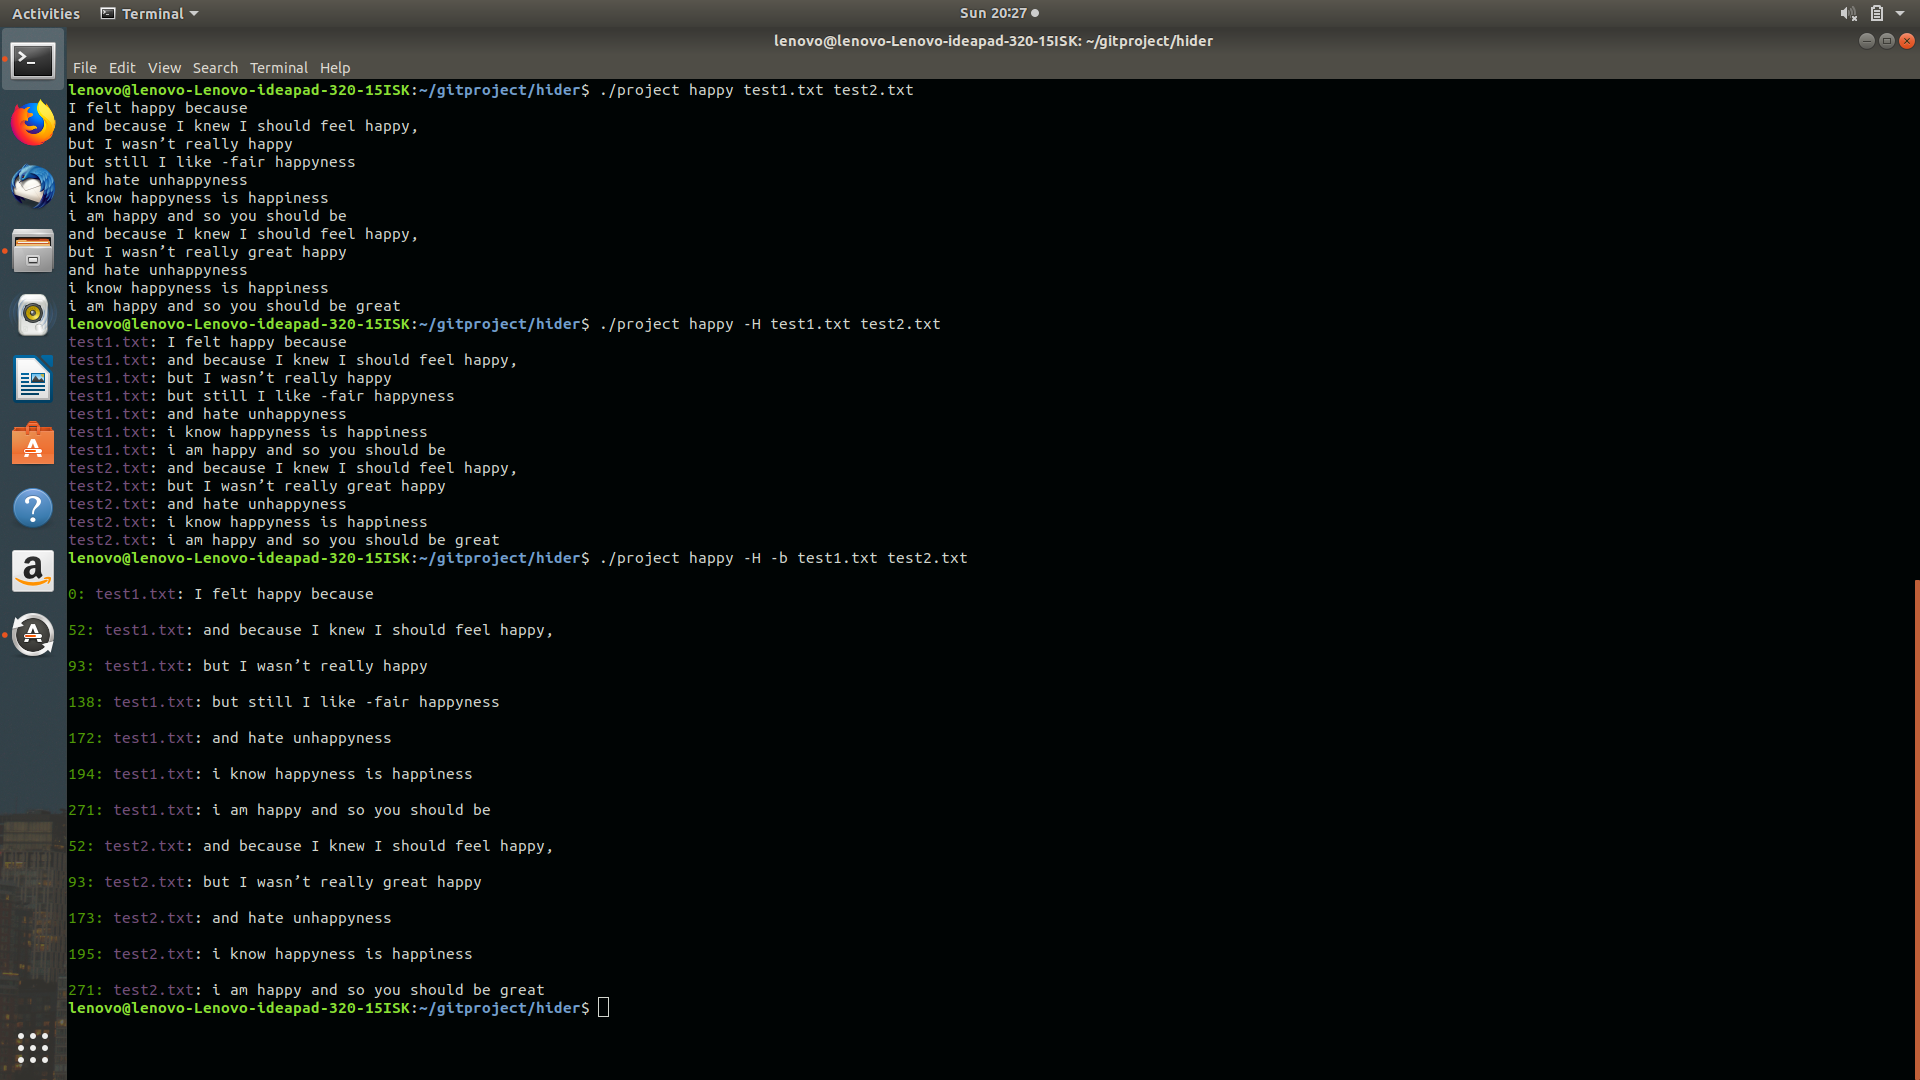 Activities Terminal Sun 20:27
lenovo@lenovo-Lenovo-ideapad-320-15ISK: ~/gitproject/hider
File Edit View Search Terminal Help
lenovo@lenovo-Lenovo-ideapad-320-15ISK:~/gitproject/hider$ ./project happy test1.txt test2.txt
I felt happy because
and because I knew I should feel happy,
but I wasn’t really happy
but still I like -fair happyness
and hate unhappyness
i know happyness is happiness
i am happy and so you should be
and because I knew I should feel happy,
but I wasn’t really great happy
and hate unhappyness
i know happyness is happiness
i am happy and so you should be great
lenovo@lenovo-Lenovo-ideapad-320-15ISK:~/gitproject/hider$ ./project happy -H test1.txt test2.txt
test1.txt: I felt happy because
test1.txt: and because I knew I should feel happy,
test1.txt: but I wasn’t really happy
test1.txt: but still I like -fair happyness
test1.txt: and hate unhappyness
test1.txt: i know happyness is happiness
test1.txt: i am happy and so you should be
test2.txt: and because I knew I should feel happy,
test2.txt: but I wasn’t really great happy
test2.txt: and hate unhappyness
test2.txt: i know happyness is happiness
test2.txt: i am happy and so you should be great
lenovo@lenovo-Lenovo-ideapad-320-15ISK:~/gitproject/hider$ ./project happy -H -b test1.txt test2.txt
0: test1.txt: I felt happy because
52: test1.txt: and because I knew I should feel happy,
93: test1.txt: but I wasn’t really happy
138: test1.txt: but still I like -fair happyness
172: test1.txt: and hate unhappyness
194: test1.txt: i know happyness is happiness
271: test1.txt: i am happy and so you should be
52: test2.txt: and because I knew I should feel happy,
93: test2.txt: but I wasn’t really great happy
173: test2.txt: and hate unhappyness
195: test2.txt: i know happyness is happiness
271: test2.txt: i am happy and so you should be great
lenovo@lenovo-Lenovo-ideapad-320-15ISK:~/gitproject/hider$